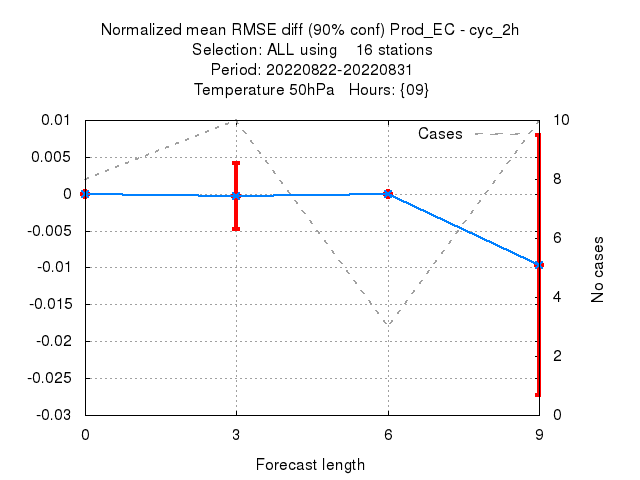 Normalized mean RMSE diff (90% conf) Prod_EC - cyc_2h
Selection: ALL using    16 stations
Period: 20220822-20220831
Temperature 50hPa   Hours: {09}
0.01
0.005
0
-0.005
-0.01
-0.015
-0.02
-0.025
-0.03
Cases
10
8
6
4
2
0
No cases
0 3 6 9
Forecast length